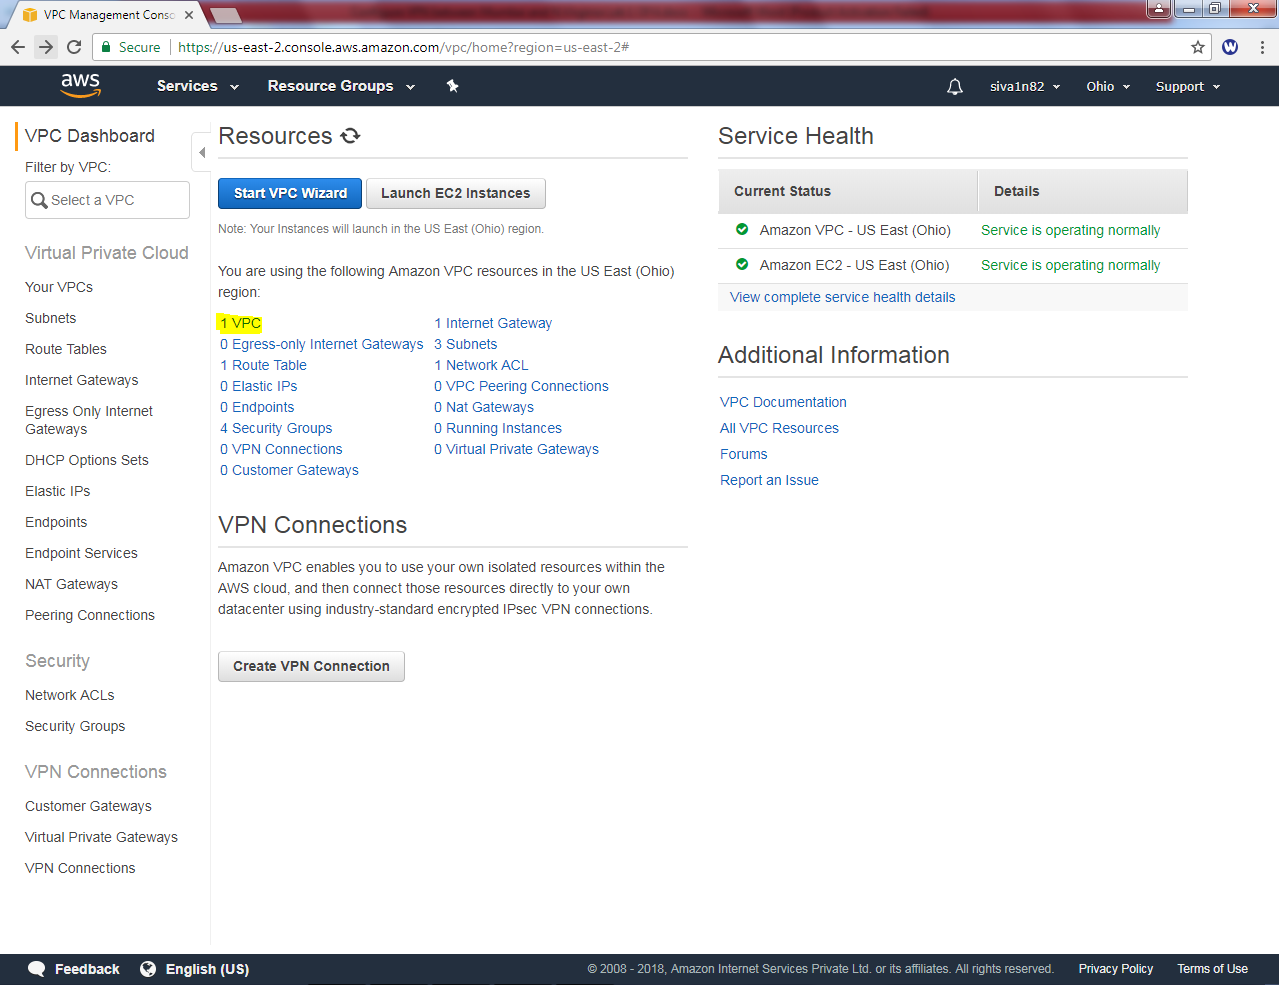 VPC Management Conso
Secure
https://us-east-2.console.aws.amazon.com/vpc/home?region=us-east-2#
W
aws
Services
Resource Groups
siva1n82
Ohio
Support
VPC Dashboard
Filter by VPC:
Select a VPC
Virtual Private Cloud
Your VPCs
Subnets
Route Tables
Internet Gateways
Egress Only Internet
Gateways
DHCP Options Sets
Elastic IPs
Endpoints
Endpoint Services
NAT Gateways
Peering Connections
Security
Network ACLs
Security Groups
VPN Connections
Customer Gateways
Virtual Private Gateways
VPN Connections
Resources
Start VPC Wizard
Launch EC2 Instances
Note: Your Instances will launch in the US East (Ohio) region.
You are using the following Amazon VPC resources in the US East (Ohio)
region:
1 VPC
1 Internet Gateway
0 Egress-only Internet Gateways
3 Subnets
1 Route Table
1 Network ACL
0 Elastic IPs
0 VPC Peering Connections
0 Endpoints
0 Nat Gateways
4 Security Groups
0 Running Instances
0 VPN Connections
0 Virtual Private Gateways
0 Customer Gateways
VPN Connections
Amazon VPC enables you to use your own isolated resources within the
AWS cloud, and then connect those resources directly to your own
datacenter using industry-standard encrypted IPsec VPN connections.
Create VPN Connection
Service Health
Current Status
Details
Amazon VPC - US East (Ohio)
Service is operating normally
Amazon EC2 - US East (Ohio)
Service is operating normally
View complete service health details
Additional Information
VPC Documentation
All VPC Resources
Forums
Report an Issue
Feedback
English (US)
© 2008 - 2018, Amazon Internet Services Private Ltd. or its affiliates. All rights reserved.
Privacy Policy
Terms of Use